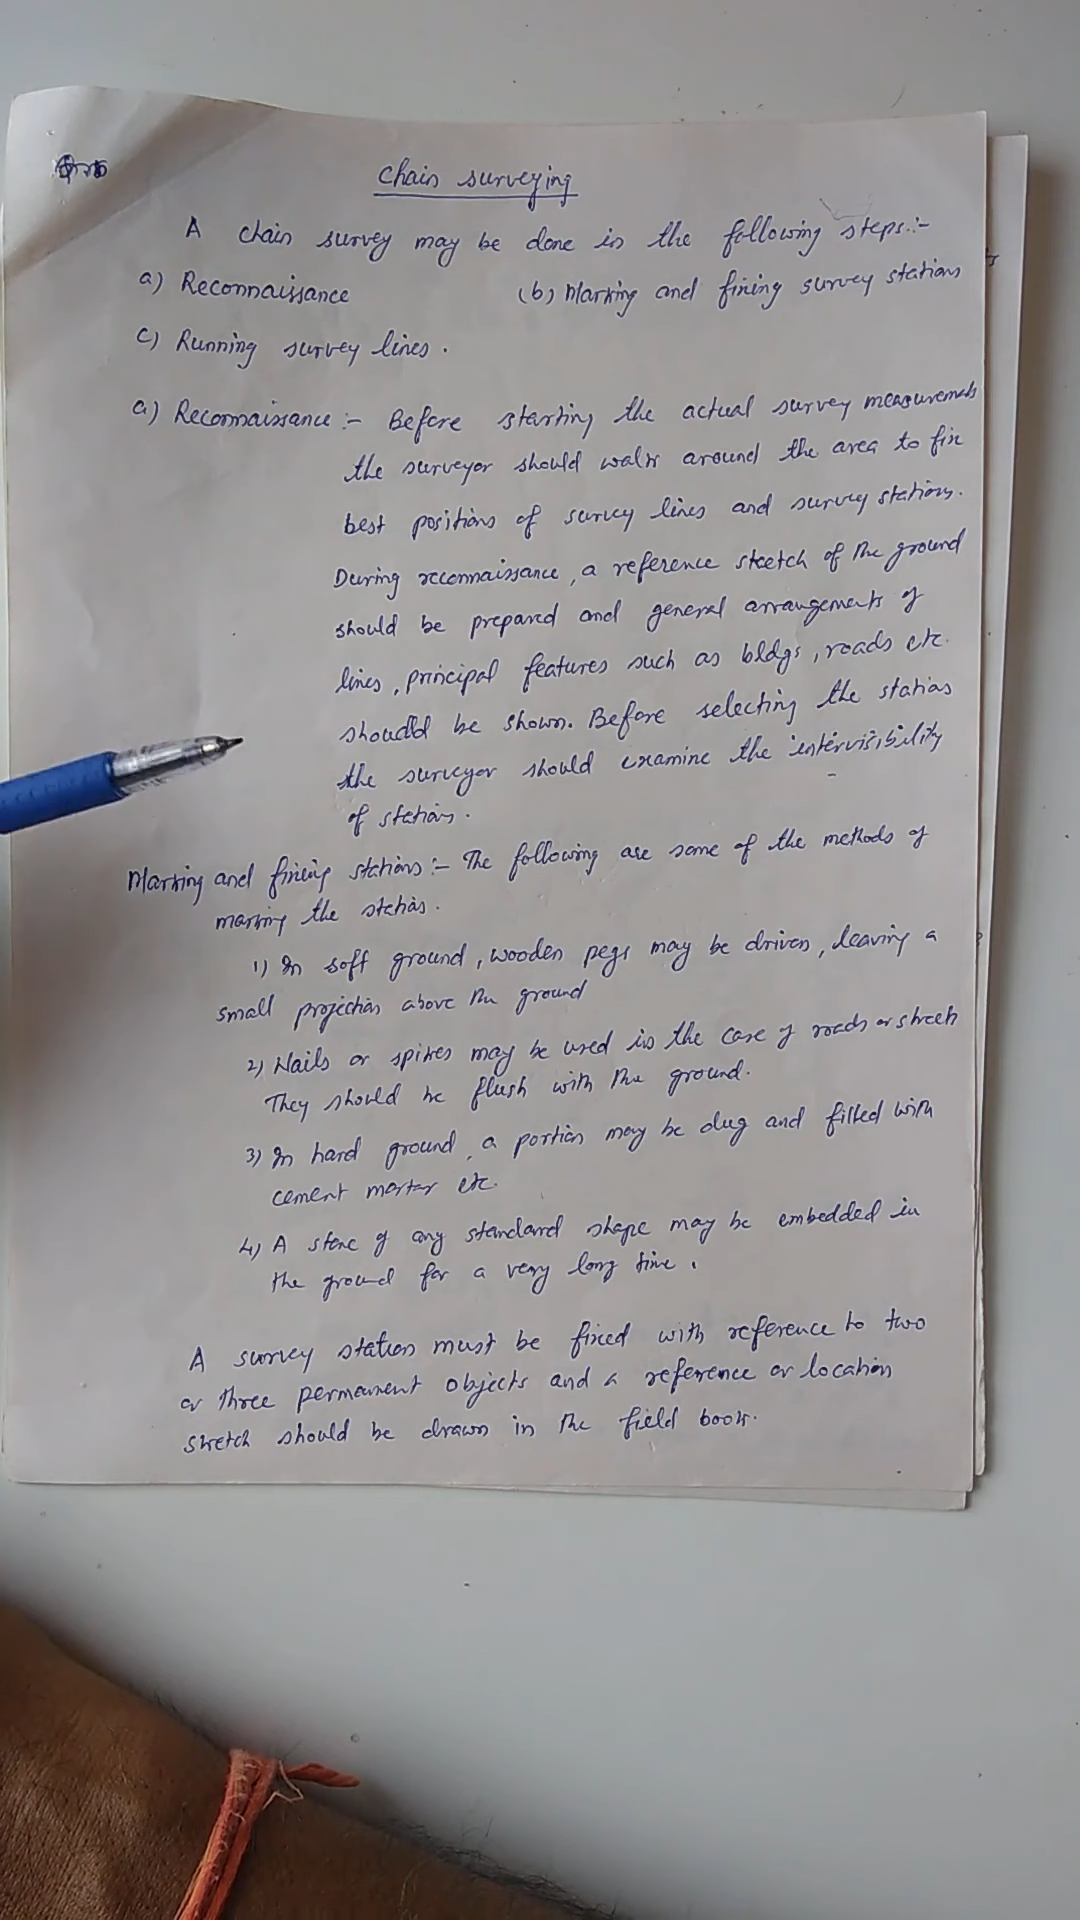 Chain surveying
A chain survey may be done in the following steps:-
a) Reconnaissance (b) Marking and fixing survey stations
c) Running survey lines.
a) Reconnaissance :- Before starting the actual survey measurements
the surveyor should walk around the area to fix
best positions of survey lines and survey stations.
During reconnaissance, a reference sketch of the ground
should be prepared and general arrangements of
lines, principal features such as bldgs, roads etc.
should be shown. Before selecting the stations
the surveyor should examine the intervisibility
of stations.
Marking and fixing stations :- The following are some of the methods of
marking the stations.
1) In soft ground, wooden pegs may be driven, leaving a
small projection above the ground
2) Nails or spikes may be used in the case of roads or streets
They should be flush with the ground.
3) In hard ground, a portion may be dug and filled with
cement mortar etc.
4) A stone of any standard shape may be embedded in
the ground for a very long time.
A survey station must be fixed with reference to two
or three permanent objects and a reference or location
sketch should be drawn in the field book.